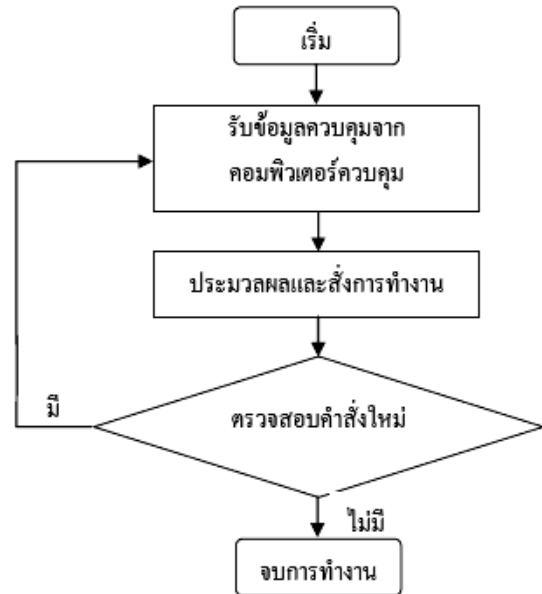 เริ่ม
รับข้อมูลควบคุมจาก
คอมพิวเตอร์ควบคุม
ประมวลผลและสั่งการทำงาน
ตรวจสอบคำสั่งใหม่
มี
ไม่มี
จบการทำงาน